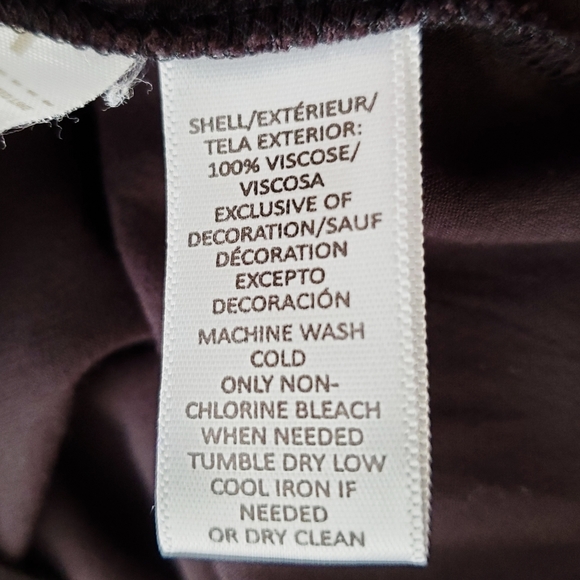 SHELL/EXTÉRIEUR/
TELA EXTERIOR:
100% VISCOSE/
VISCOSA
EXCLUSIVE OF
DECORATION/SAUF
DÉCORATION
EXCEPTO
DECORACIÓN
MACHINE WASH
COLD
ONLY NON-
CHLORINE BLEACH
WHEN NEEDED
TUMBLE DRY LOW
COOL IRON IF
NEEDED
OR DRY CLEAN